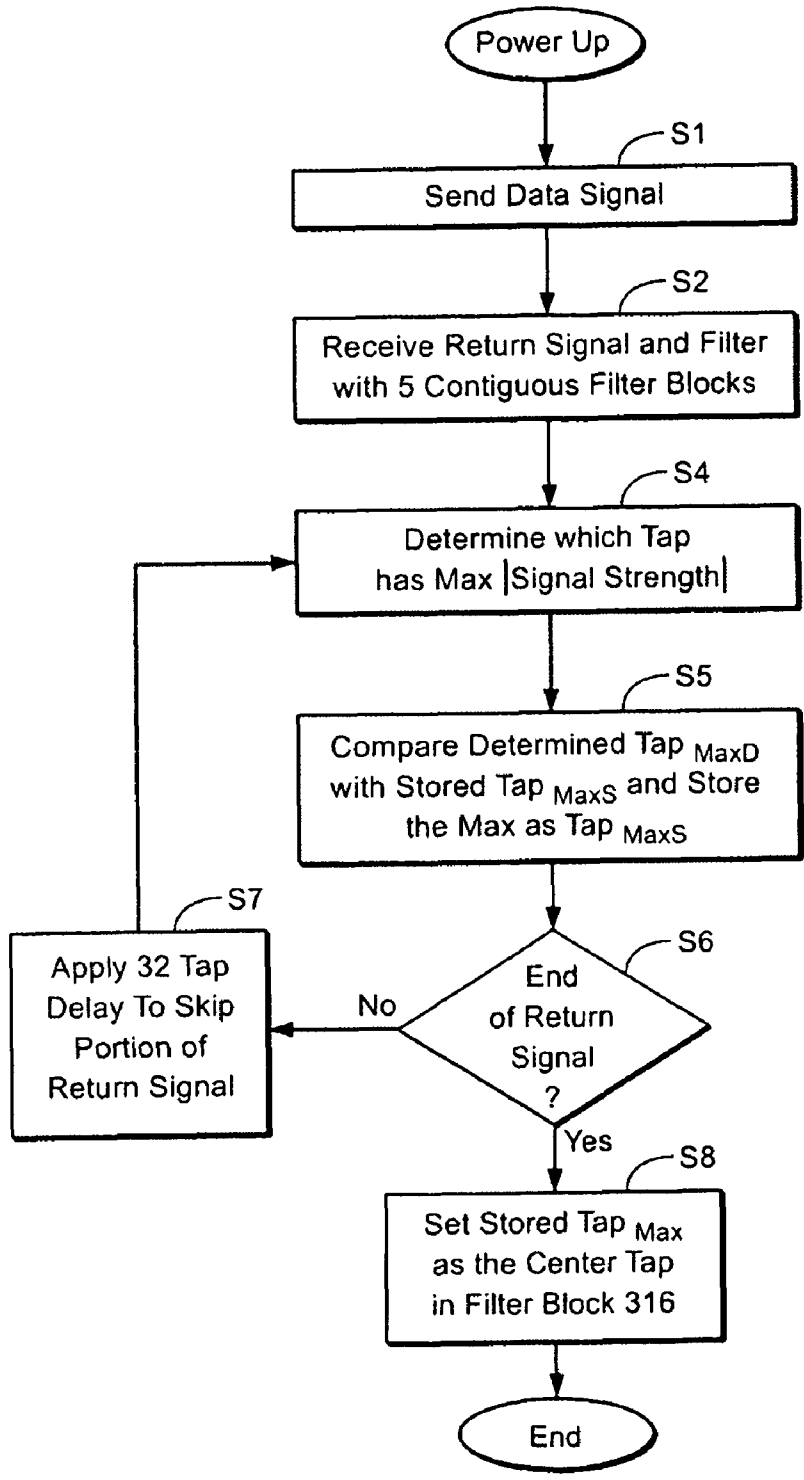 Power Up
S1
Send Data Signal
S2
Receive Return Signal and Filter
with 5 Contiguous Filter Blocks
S4
Determine which Tap
has Max |Signal Strength|
S5
Compare Determined Tap MaxD
with Stored Tap MaxS and Store
the Max as Tap MaxS
S7
Apply 32 Tap
Delay To Skip
Portion of
Return Signal
No
S6
End
of Return
Signal
?
Yes
S8
Set Stored Tap Max
as the Center Tap
in Filter Block 316
End